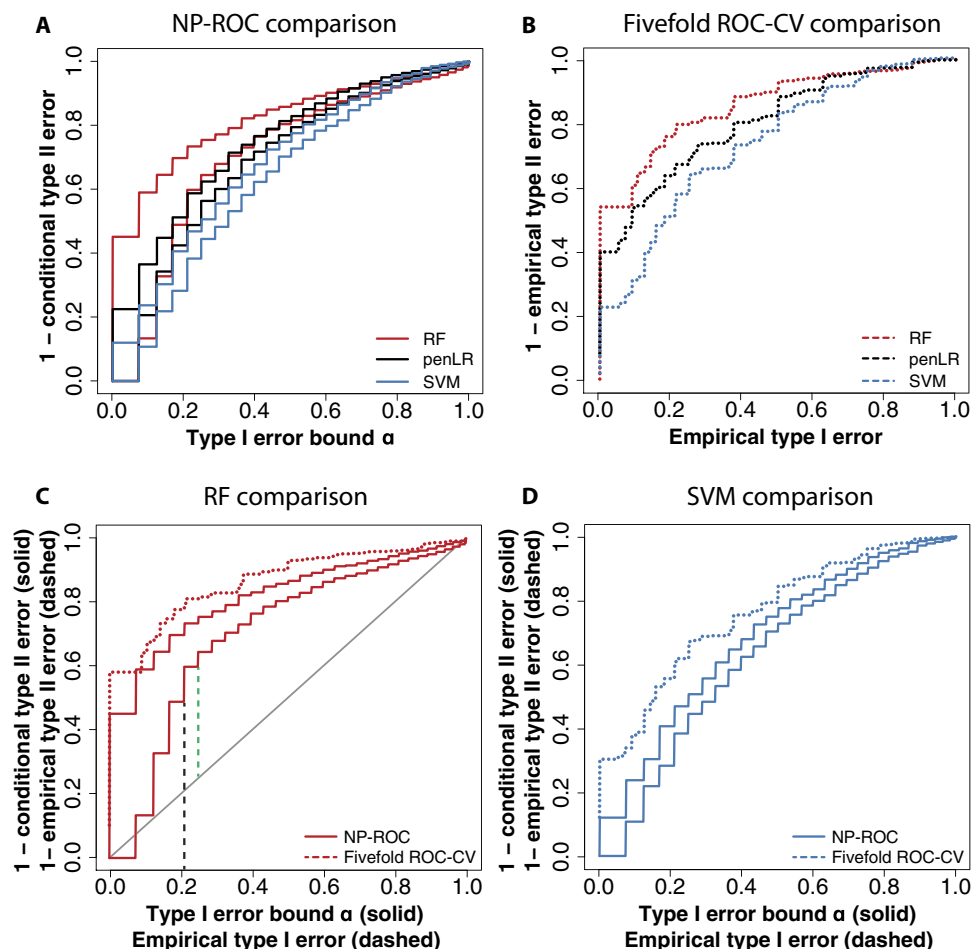 A NP-ROC comparison
1 – conditional type II error
1.0
0.8
0.6
0.4
0.2
0.0
RF
penLR
SVM
0.0 0.2 0.4 0.6 0.8 1.0
Type I error bound α
B Fivefold ROC-CV comparison
1 – empirical type II error
1.0
0.8
0.6
0.4
0.2
0.0
RF
penLR
SVM
0.0 0.2 0.4 0.6 0.8 1.0
Empirical type I error
C RF comparison
1 – conditional type II error (solid)
1– empirical type II error (dashed)
1.0
0.8
0.6
0.4
0.2
0.0
NP-ROC
Fivefold ROC-CV
0.0 0.2 0.4 0.6 0.8 1.0
Type I error bound α (solid)
Empirical type I error (dashed)
D SVM comparison
1 – conditional type II error (solid)
1– empirical type II error (dashed)
1.0
0.8
0.6
0.4
0.2
0.0
NP-ROC
Fivefold ROC-CV
0.0 0.2 0.4 0.6 0.8 1.0
Type I error bound α (solid)
Empirical type I error (dashed)